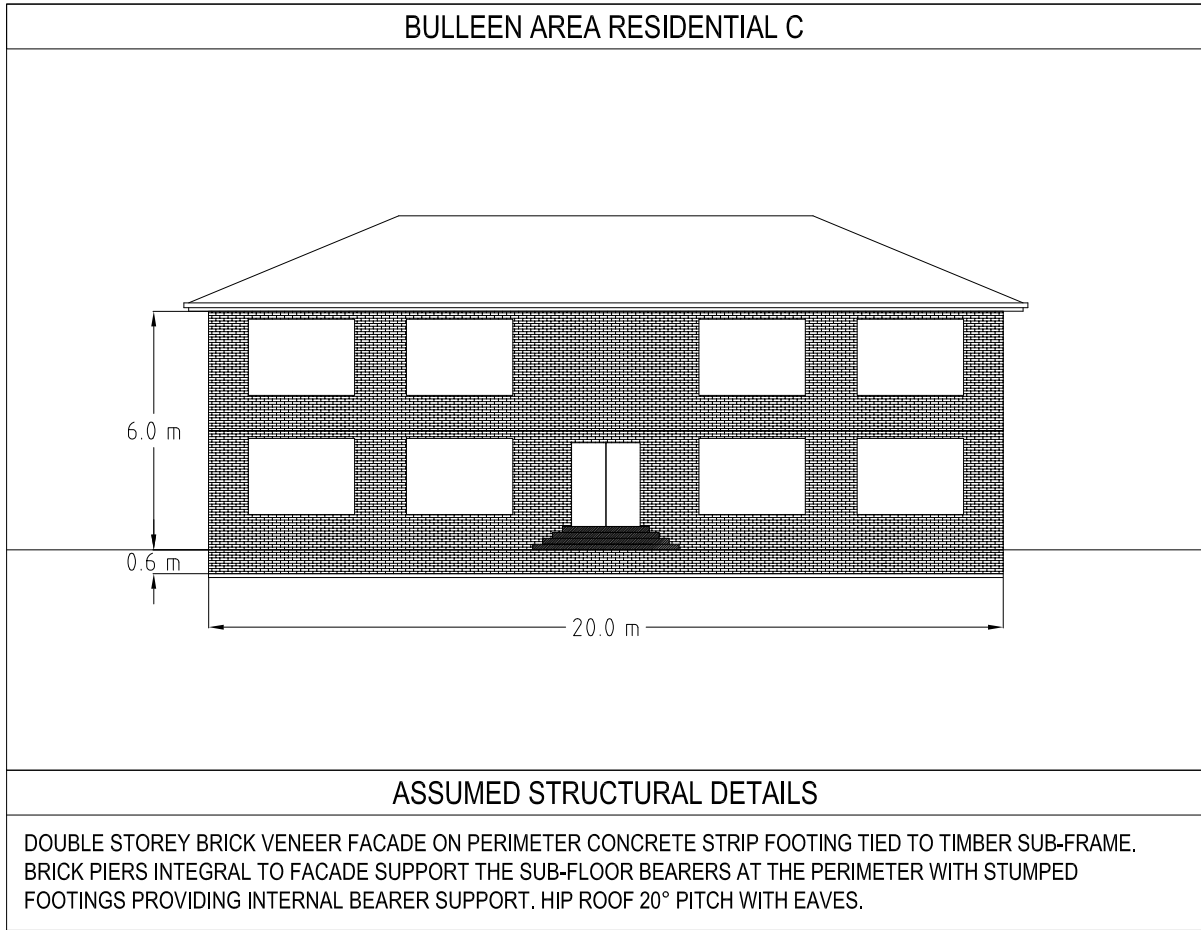 BULLEEN AREA RESIDENTIAL C
6.0 m
0.6 m
20.0 m
ASSUMED STRUCTURAL DETAILS
DOUBLE STOREY BRICK VENEER FACADE ON PERIMETER CONCRETE STRIP FOOTING TIED TO TIMBER SUB-FRAME.
BRICK PIERS INTEGRAL TO FACADE SUPPORT THE SUB-FLOOR BEARERS AT THE PERIMETER WITH STUMPED
FOOTINGS PROVIDING INTERNAL BEARER SUPPORT. HIP ROOF 20° PITCH WITH EAVES.